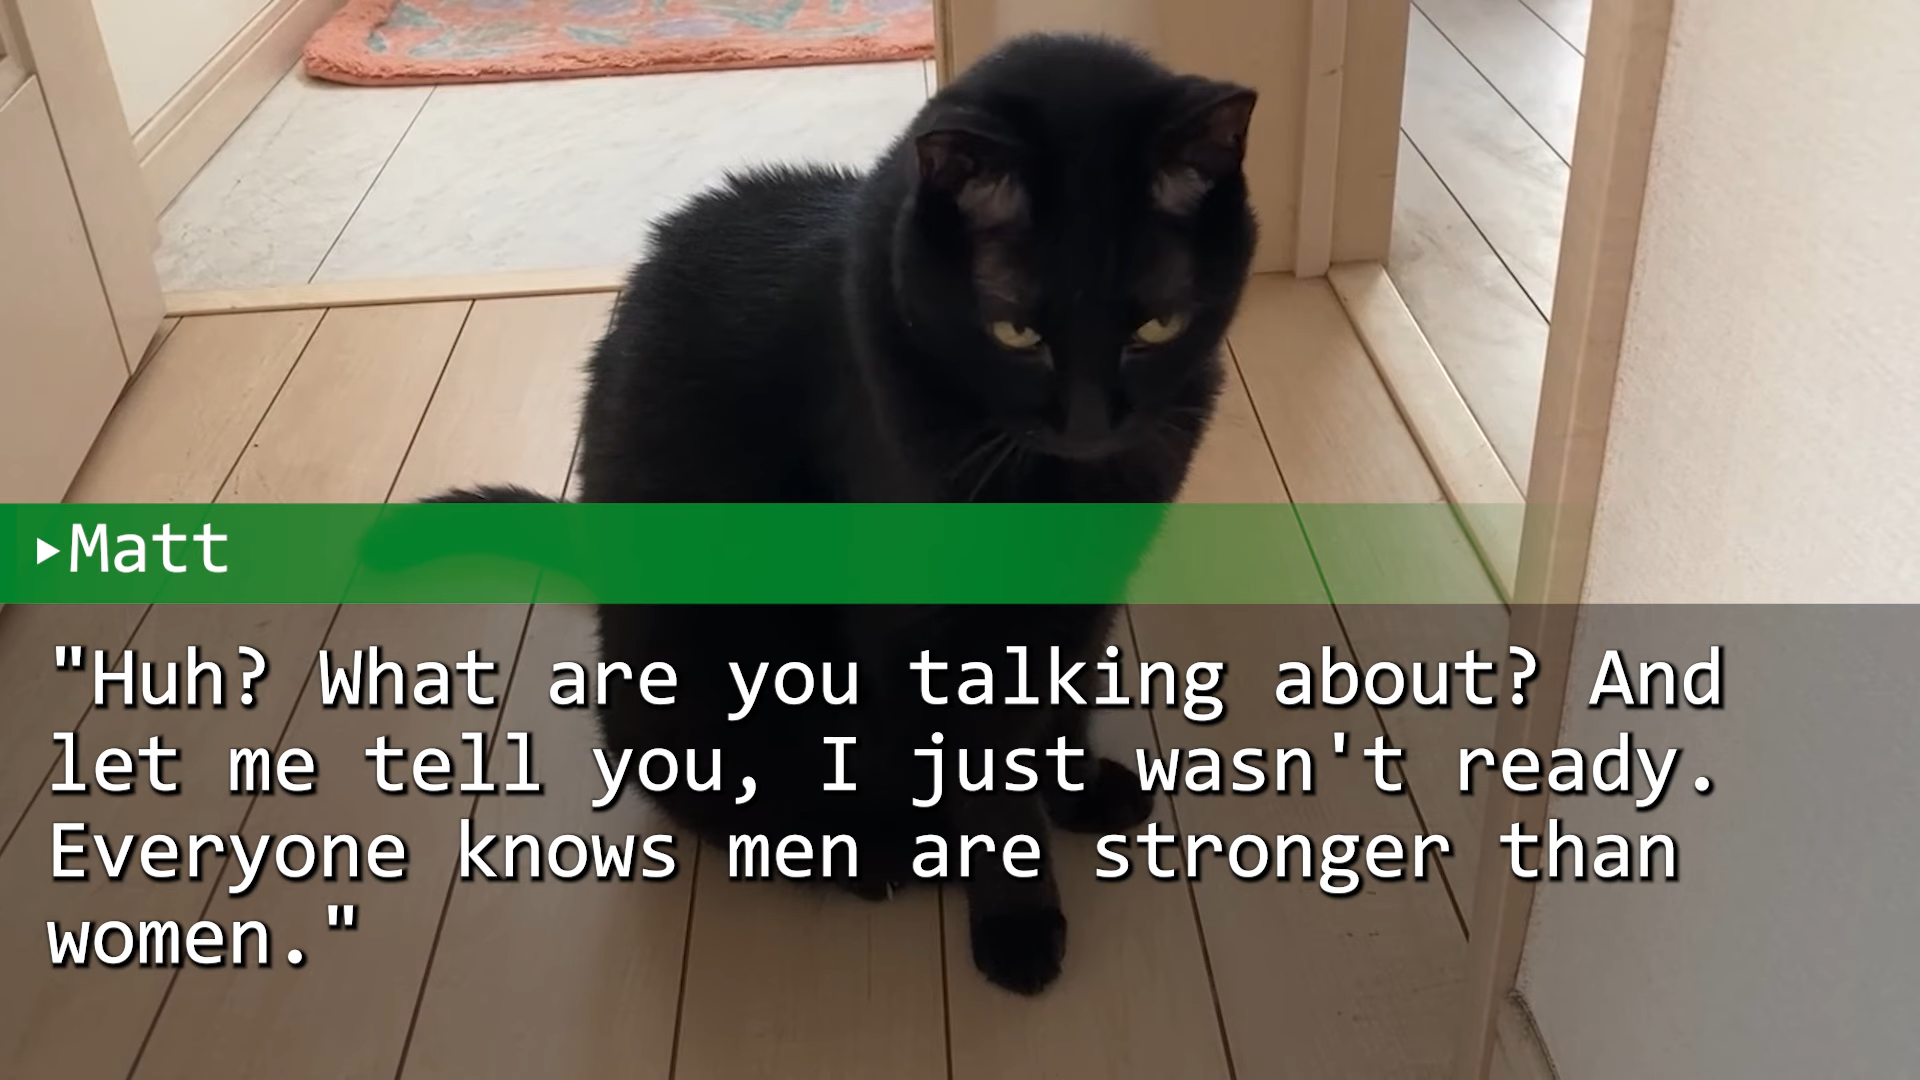 ▸Matt
"Huh? What are you talking about? And
let me tell you, I just wasn't ready.
Everyone knows men are stronger than
women."